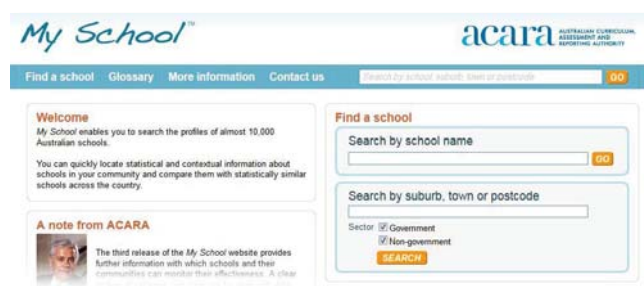 My School™
acara AUSTRALIAN CURRICULUM, ASSESSMENT AND REPORTING AUTHORITY
Find a school Glossary More information Contact us
Search by school, suburb, town or postcode
GO
Welcome
My School enables you to search the profiles of almost 10,000
Australian schools.
You can quickly locate statistical and contextual information about
schools in your community and compare them with statistically similar
schools across the country.
A note from ACARA
The third release of the My School website provides
further information with which schools and their
communities can monitor their effectiveness. A clear
Find a school
Search by school name
GO
Search by suburb, town or postcode
Sector Government
Non-government
SEARCH